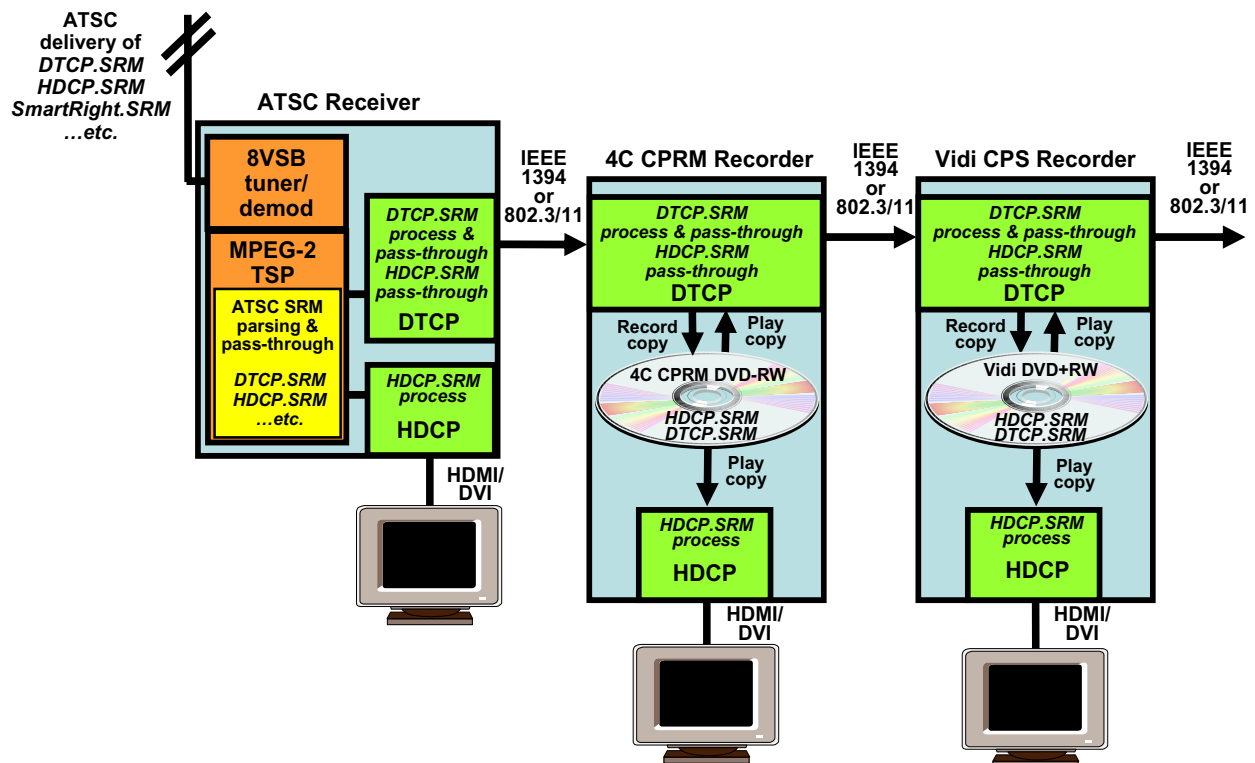 ATSC
delivery of
DTCP.SRM
HDCP.SRM
SmartRight.SRM
…etc.
ATSC Receiver
8VSB
tuner/
demod
MPEG-2
TSP
ATSC SRM
parsing &
pass-through
DTCP.SRM
HDCP.SRM
…etc.
DTCP.SRM
process &
pass-through
HDCP.SRM
pass-through
DTCP
HDCP.SRM
process
HDCP
HDMI/
DVI
IEEE
1394
or
802.3/11
4C CPRM Recorder
DTCP.SRM
process & pass-through
HDCP.SRM
pass-through
DTCP
Record
copy
Play
copy
4C CPRM DVD-RW
HDCP.SRM
DTCP.SRM
Play
copy
HDCP.SRM
process
HDCP
HDMI/
DVI
IEEE
1394
or
802.3/11
Vidi CPS Recorder
DTCP.SRM
process & pass-through
HDCP.SRM
pass-through
DTCP
Record
copy
Play
copy
Vidi DVD+RW
HDCP.SRM
DTCP.SRM
Play
copy
HDCP.SRM
process
HDCP
HDMI/
DVI
IEEE
1394
or
802.3/11